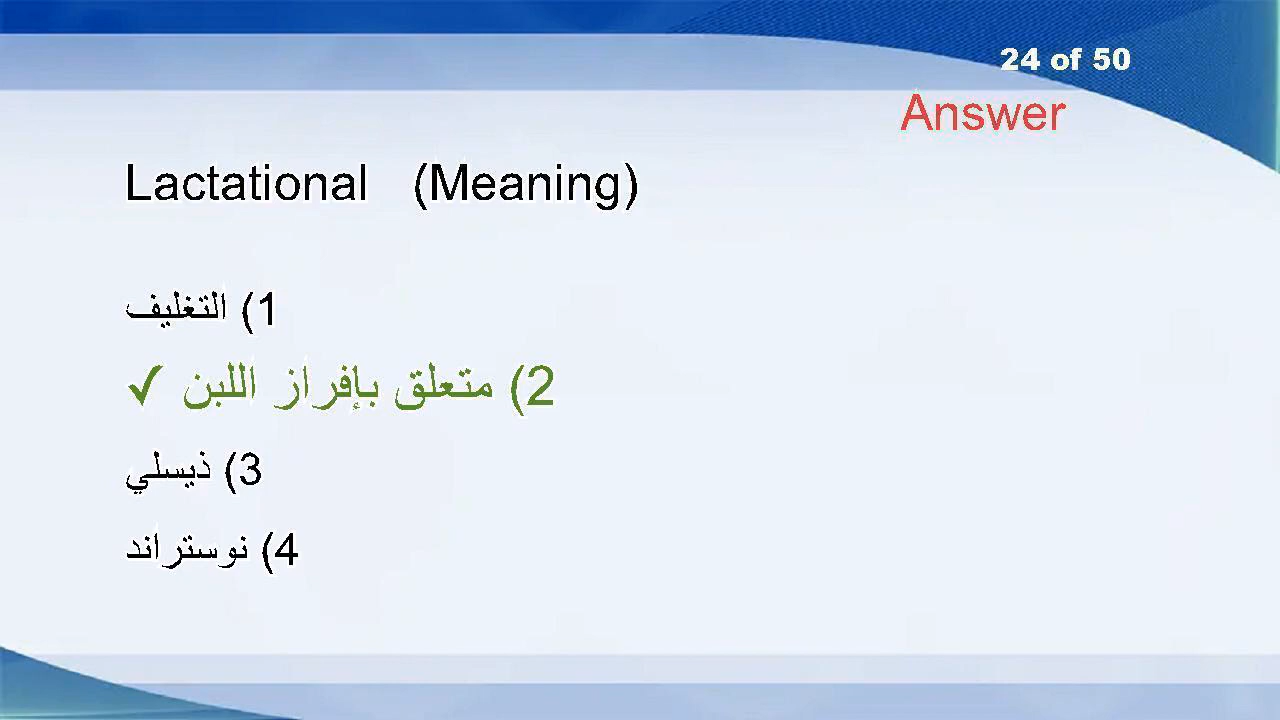 24 of 50
Answer
Lactational (Meaning)
1) التغليف
2) متعلق بإفراز اللبن ✓
3) ذيسلي
4) نوستراند